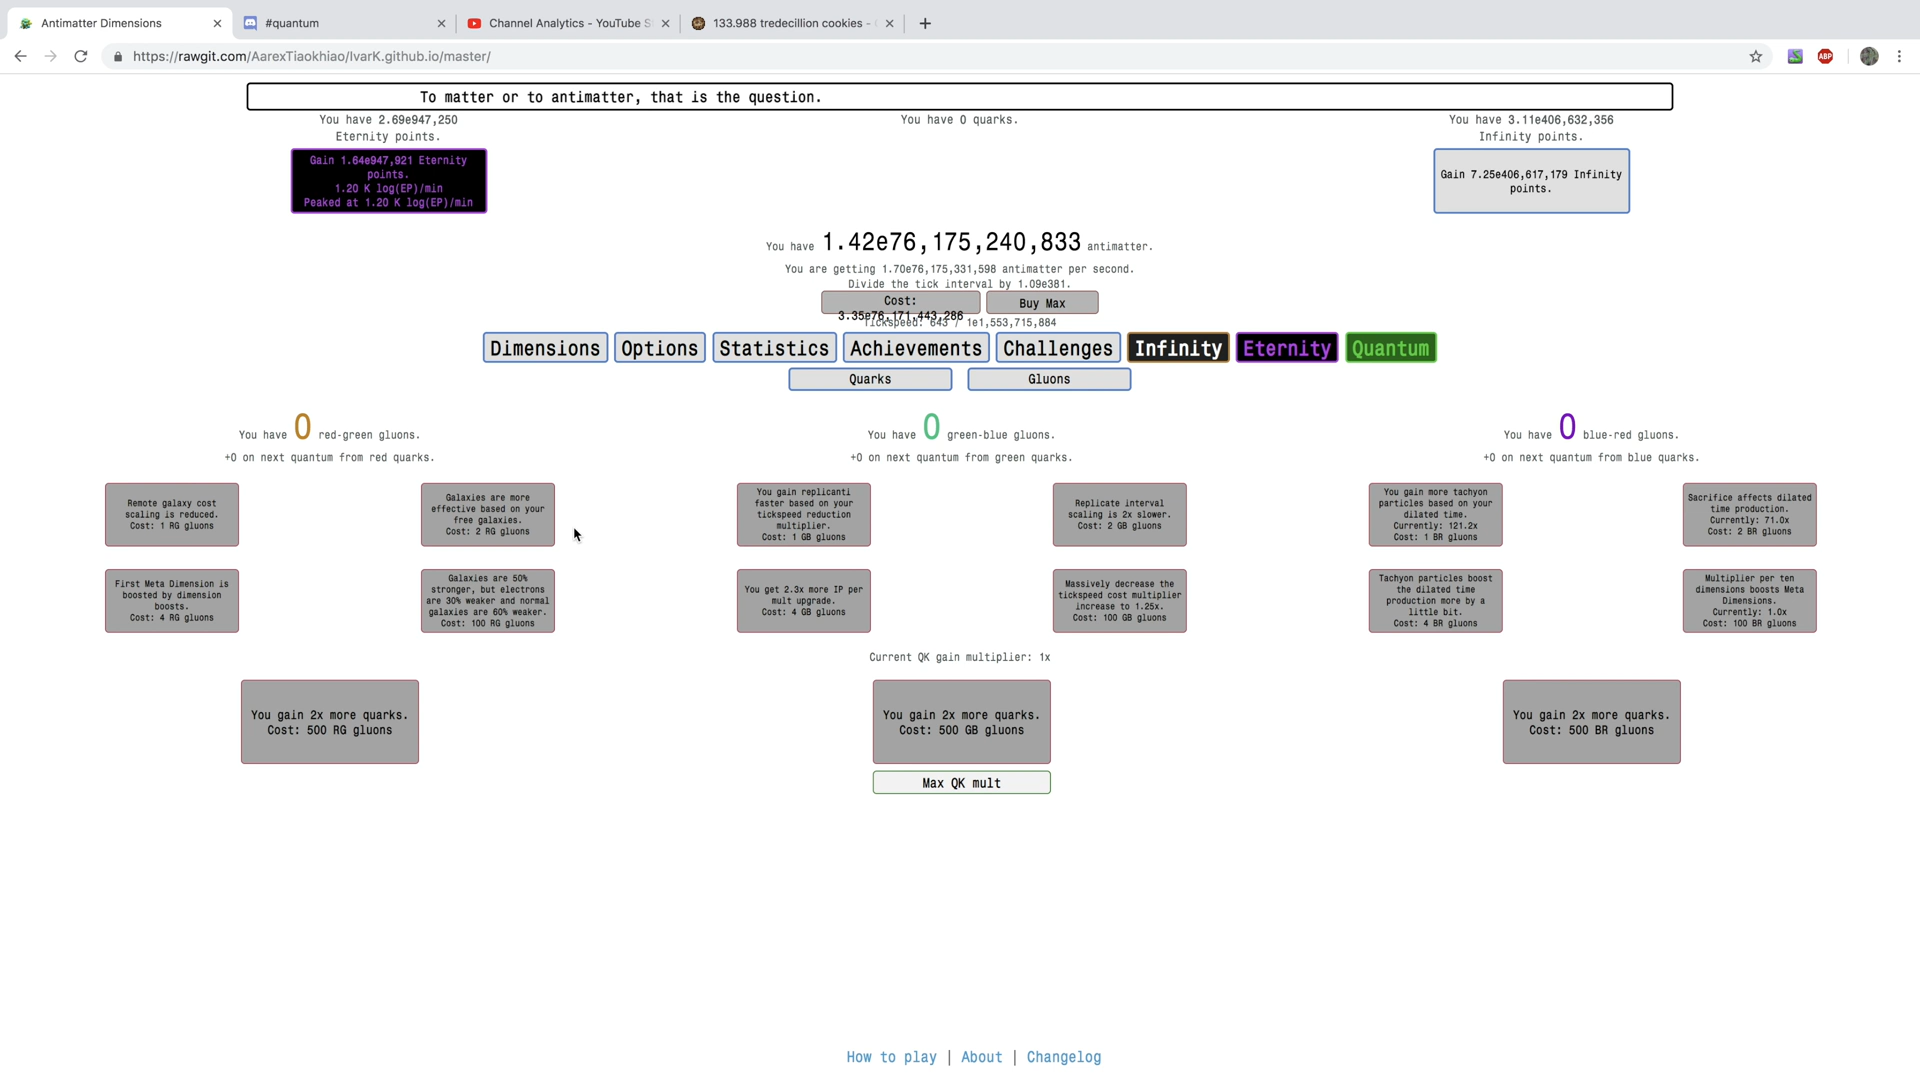 Antimatter Dimensions
#quantum
Channel Analytics - YouTube S
133.988 tredecillion cookies -
https://rawgit.com/AarexTiaokhiao/IvarK.github.io/master/
ABP
To matter or to antimatter, that is the question.
You have 2.69e947,250
Eternity points.
You have 0 quarks.
You have 3.11e406,632,356
Infinity points.
Gain 1.64e947,921 Eternity
points.
1.20 K log(EP)/min
Peaked at 1.20 K log(EP)/min
Gain 7.25e406,617,179 Infinity
points.
You have 1.42e76,175,240,833 antimatter.
You are getting 1.70e76,175,331,598 antimatter per second.
Divide the tick interval by 1.09e381.
Cost:
3.35e76,171,443,286
Buy Max
Tickspeed: 643 / 1e1,553,715,884
Dimensions
Options
Statistics
Achievements
Challenges
Infinity
Eternity
Quantum
Quarks
Gluons
You have 0 red-green gluons.
+0 on next quantum from red quarks.
You have 0 green-blue gluons.
+0 on next quantum from green quarks.
You have 0 blue-red gluons.
+0 on next quantum from blue quarks.
Remote galaxy cost
scaling is reduced.
Cost: 1 RG gluons
Galaxies are more
effective based on your
free galaxies.
Cost: 2 RG gluons
You gain replicanti
faster based on your
tickspeed reduction
multiplier.
Cost: 1 GB gluons
Replicate interval
scaling is 2x slower.
Cost: 2 GB gluons
You gain more tachyon
particles based on your
dilated time.
Currently: 121.2x
Cost: 1 BR gluons
Sacrifice affects dilated
time production.
Currently: 71.0x
Cost: 2 BR gluons
First Meta Dimension is
boosted by dimension
boosts.
Cost: 4 RG gluons
Galaxies are 50%
stronger, but electrons
are 30% weaker and normal
galaxies are 60% weaker.
Cost: 100 RG gluons
You get 2.3x more IP per
mult upgrade.
Cost: 4 GB gluons
Massively decrease the
tickspeed cost multiplier
increase to 1.25x.
Cost: 100 GB gluons
Tachyon particles boost
the dilated time
production more by a
little bit.
Cost: 4 BR gluons
Multiplier per ten
dimensions boosts Meta
Dimensions.
Currently: 1.0x
Cost: 100 BR gluons
Current QK gain multiplier: 1x
You gain 2x more quarks.
Cost: 500 RG gluons
You gain 2x more quarks.
Cost: 500 GB gluons
You gain 2x more quarks.
Cost: 500 BR gluons
Max QK mult
How to play | About | Changelog